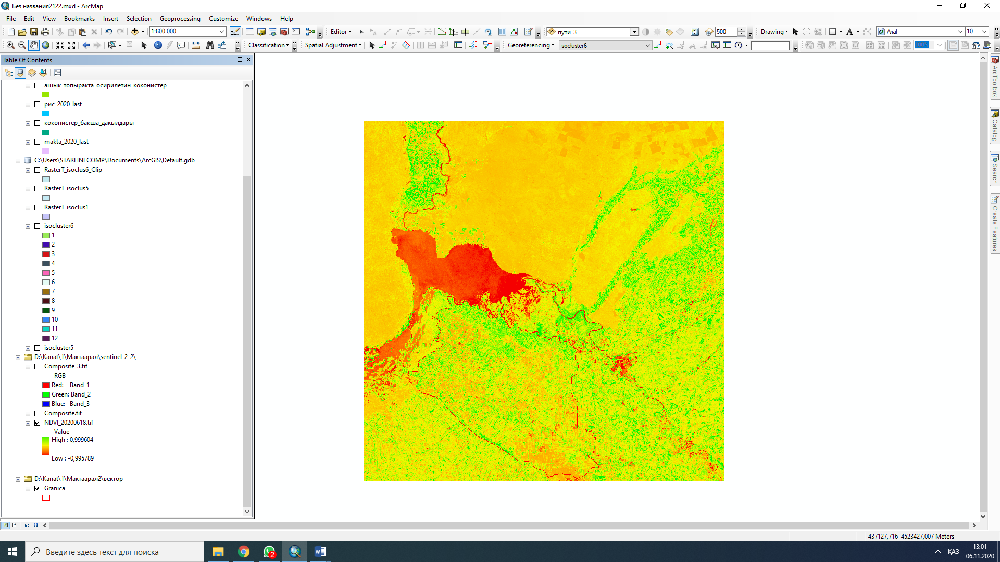 Без названия2122.mxd - ArcMap
File Edit View Bookmarks Insert Selection Geoprocessing Customize Windows Help
1:600 000 Editor пути_3 500 Drawing Arial 10
Classification Spatial Adjustment Georeferencing isocluster6 100%
Table Of Contents
ашык_топыракта_осирилетин_коконистер
рис_2020_last
коконистер_бакша_дакылдары
makta_2020_last
C:\Users\STARLINECOMP\Documents\ArcGIS\Default.gdb
RasterT_isoclus6_Clip
RasterT_isoclus5
RasterT_isoclus1
isocluster6
1
2
3
4
5
6
7
8
9
10
11
12
isocluster5
D:\Kanat\1\Мактаарал\sentinel-2_2\
Composite_3.tif
RGB
Red: Band_1
Green: Band_2
Blue: Band_3
Composite.tif
NDVI_20200618.tif
Value
High : 0,999604
Low : -0,995789
D:\Kanat\1\Мактаарал2\вектор
Granica
ArcToolbox
Catalog
Search
Create Features
437127,716 4523427,007 Meters
Введите здесь текст для поиска
2
ҚАЗ
13:01
06.11.2020